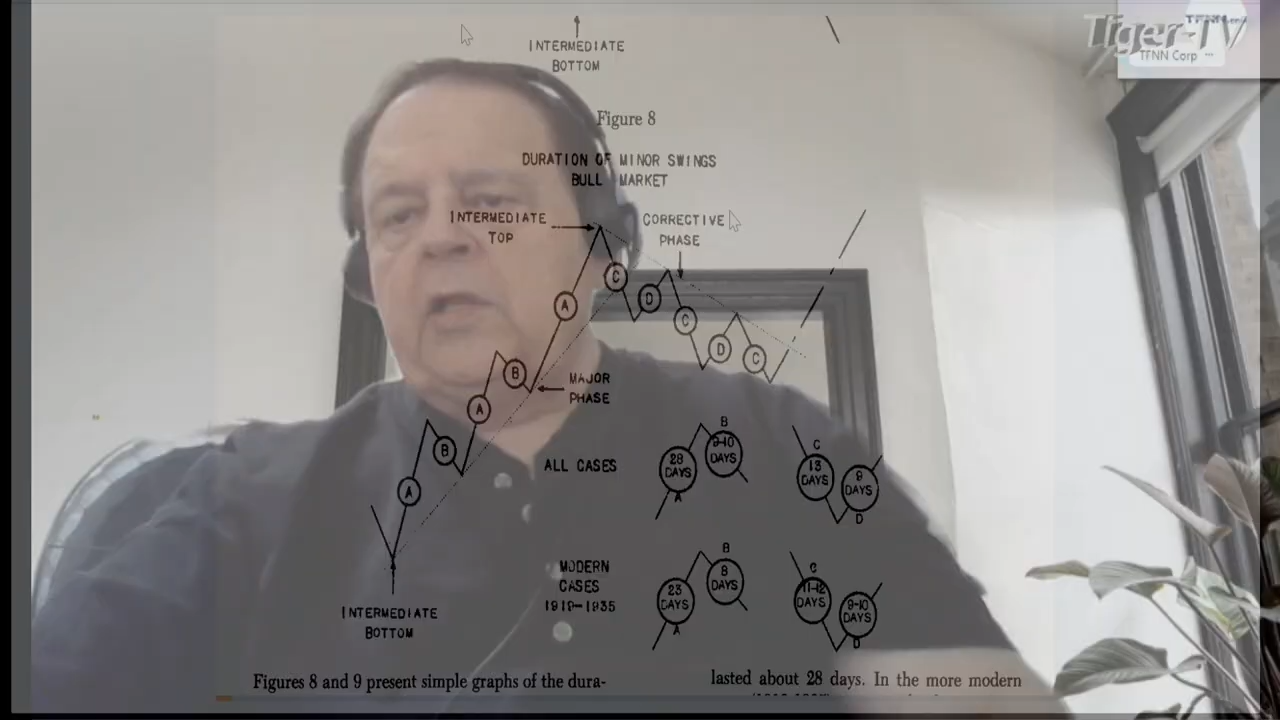 Tiger-TV
TFNN Corp
INTERMEDIATE
BOTTOM
Figure 8
DURATION OF MINOR SWINGS
BULL MARKET
INTERMEDIATE
TOP
CORRECTIVE
PHASE
C
D
A
C
D
C
B
MAJOR
PHASE
A
B
A
ALL CASES
28
DAYS
A
B
9-10
DAYS
C
13
DAYS
9
DAYS
D
MODERN
CASES
1919-1935
23
DAYS
A
B
8
DAYS
C
11-12
DAYS
9-10
DAYS
D
INTERMEDIATE
BOTTOM
Figures 8 and 9 present simple graphs of the dura-
lasted about 28 days. In the more modern